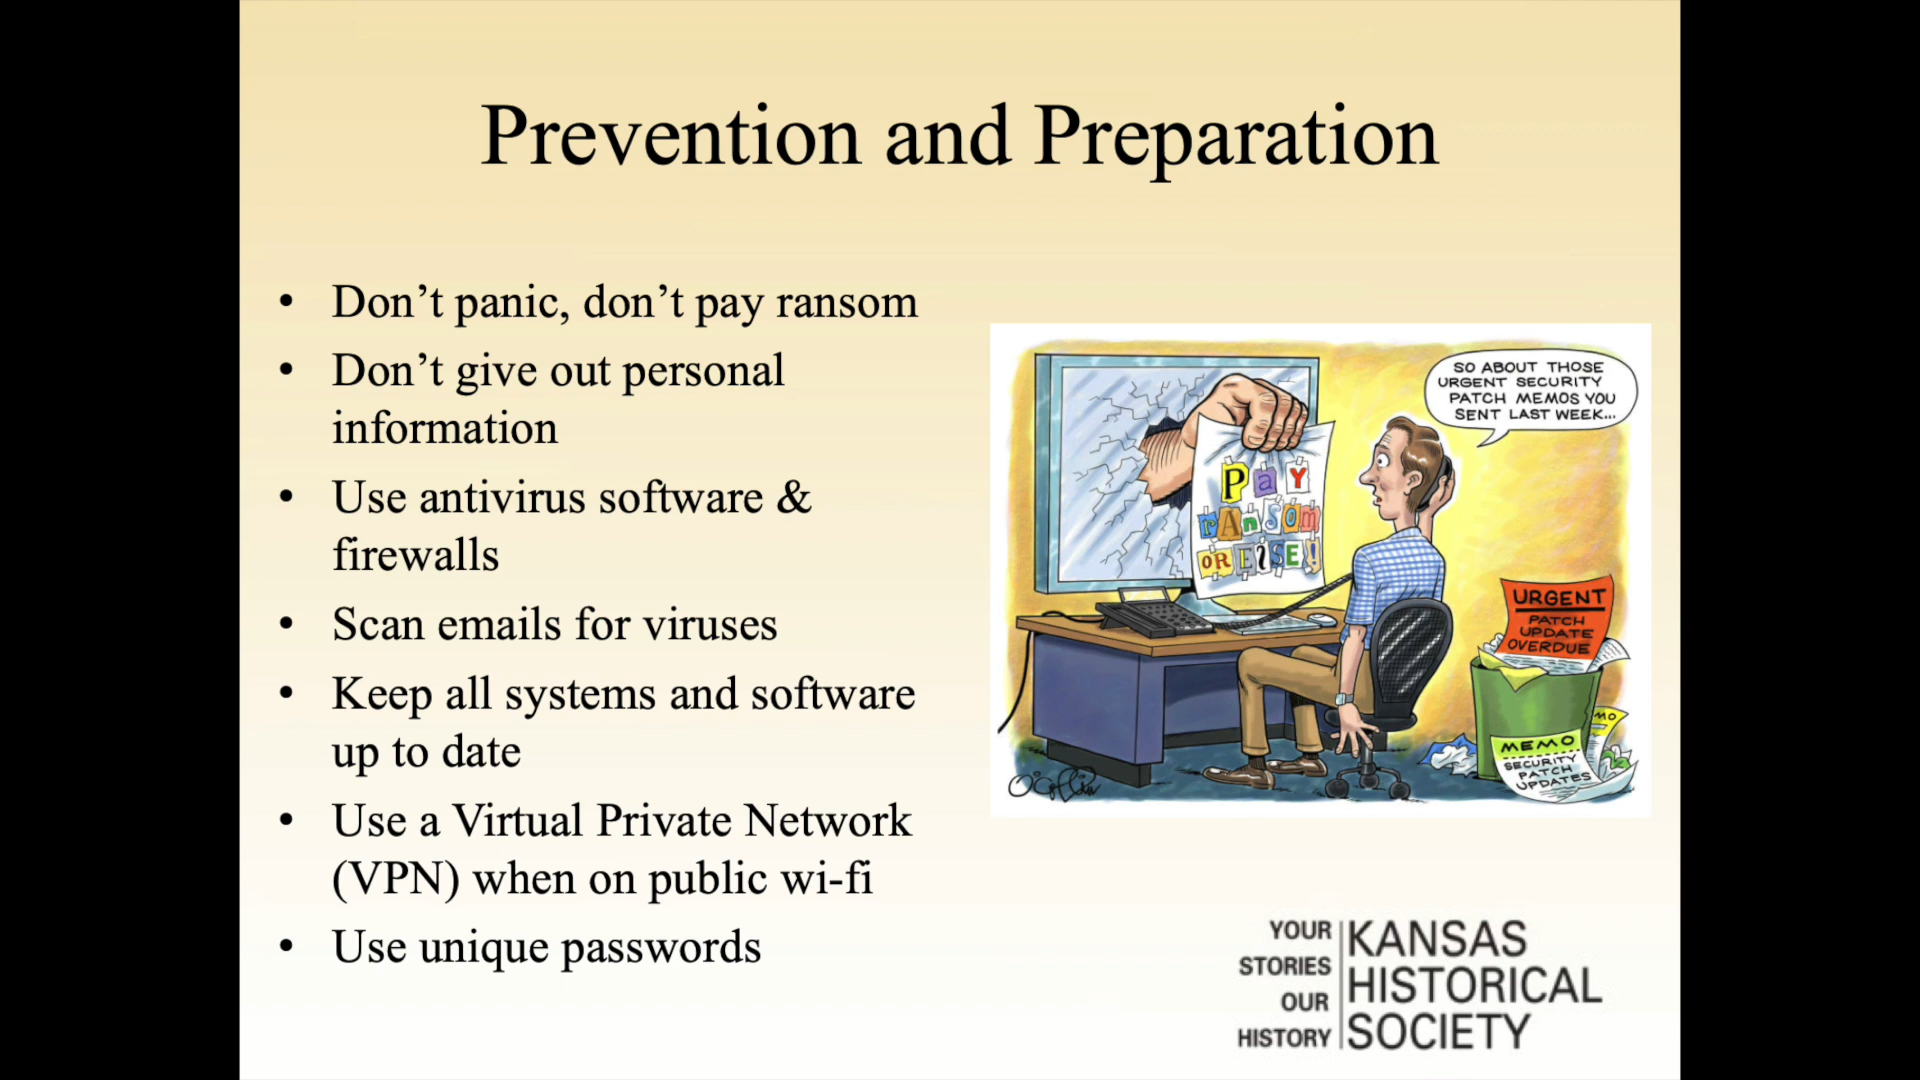 Prevention and Preparation
• Don’t panic, don’t pay ransom
• Don’t give out personal
information
• Use antivirus software &
firewalls
• Scan emails for viruses
• Keep all systems and software
up to date
• Use a Virtual Private Network
(VPN) when on public wi-fi
• Use unique passwords
SO ABOUT THOSE
URGENT SECURITY
PATCH MEMOS YOU
SENT LAST WEEK...
PaY
rAnSom
OR ElSE!
URGENT
PATCH
UPDATE
OVERDUE
MO
MEMO
SECURITY
PATCH
UPDATES
YOUR
STORIES
OUR
HISTORY
KANSAS
HISTORICAL
SOCIETY